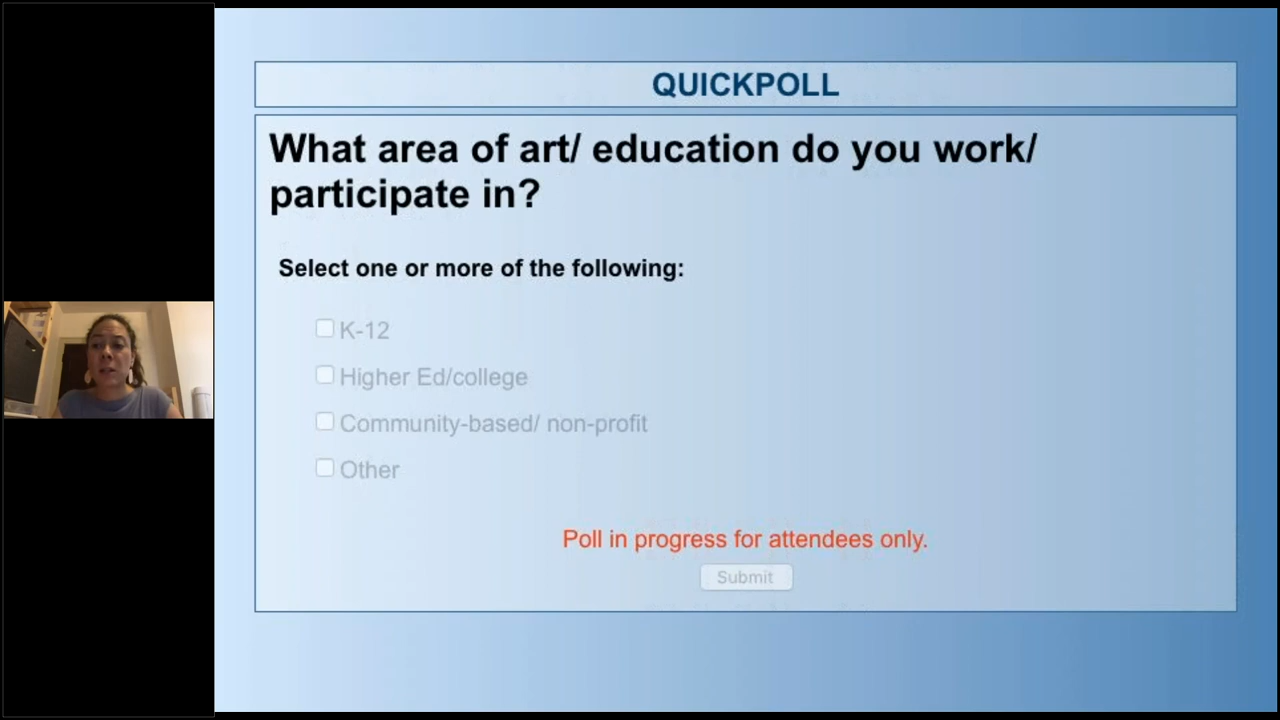 QUICKPOLL
What area of art/ education do you work/
participate in?
Select one or more of the following:
K-12
Higher Ed/college
Community-based/ non-profit
Other
Poll in progress for attendees only.
Submit